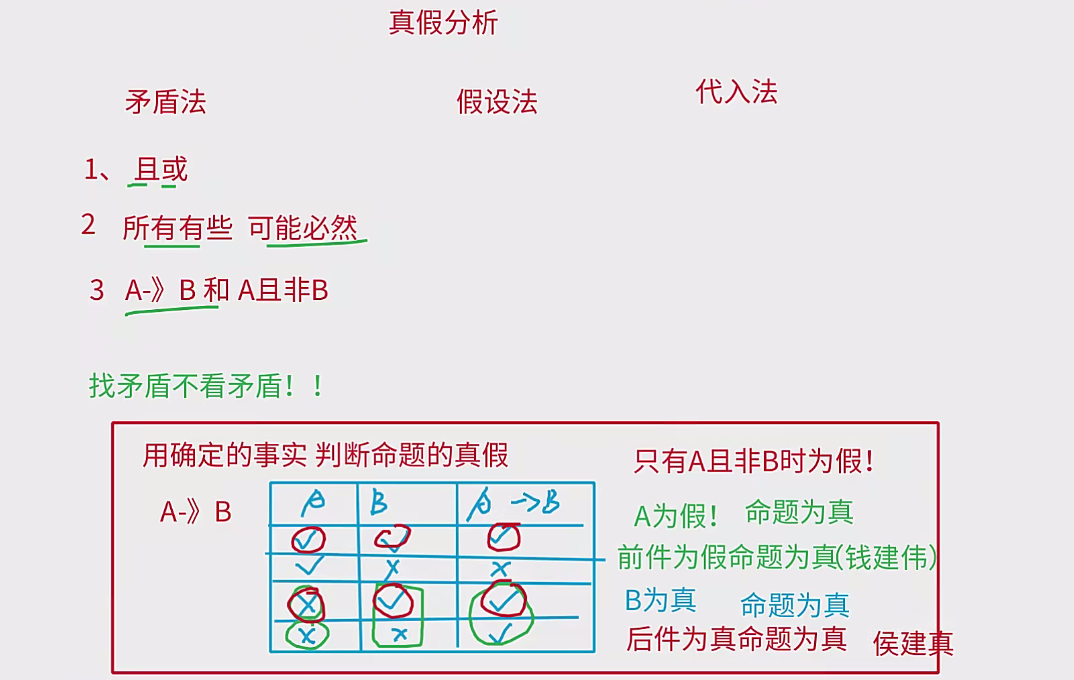 真假分析
矛盾法 假设法 代入法
1、 且或
2 所有有些 可能必然
3 A-》B 和 A且非B
找矛盾不看矛盾！！
用确定的事实 判断命题的真假
A-》B
A B A->B
✓ ✓ ✓
✓ × ×
× ✓ ✓
× × ✓
只有A且非B时为假！
A为假！ 命题为真
前件为假命题为真(钱建伟)
B为真 命题为真
后件为真命题为真 侯建真